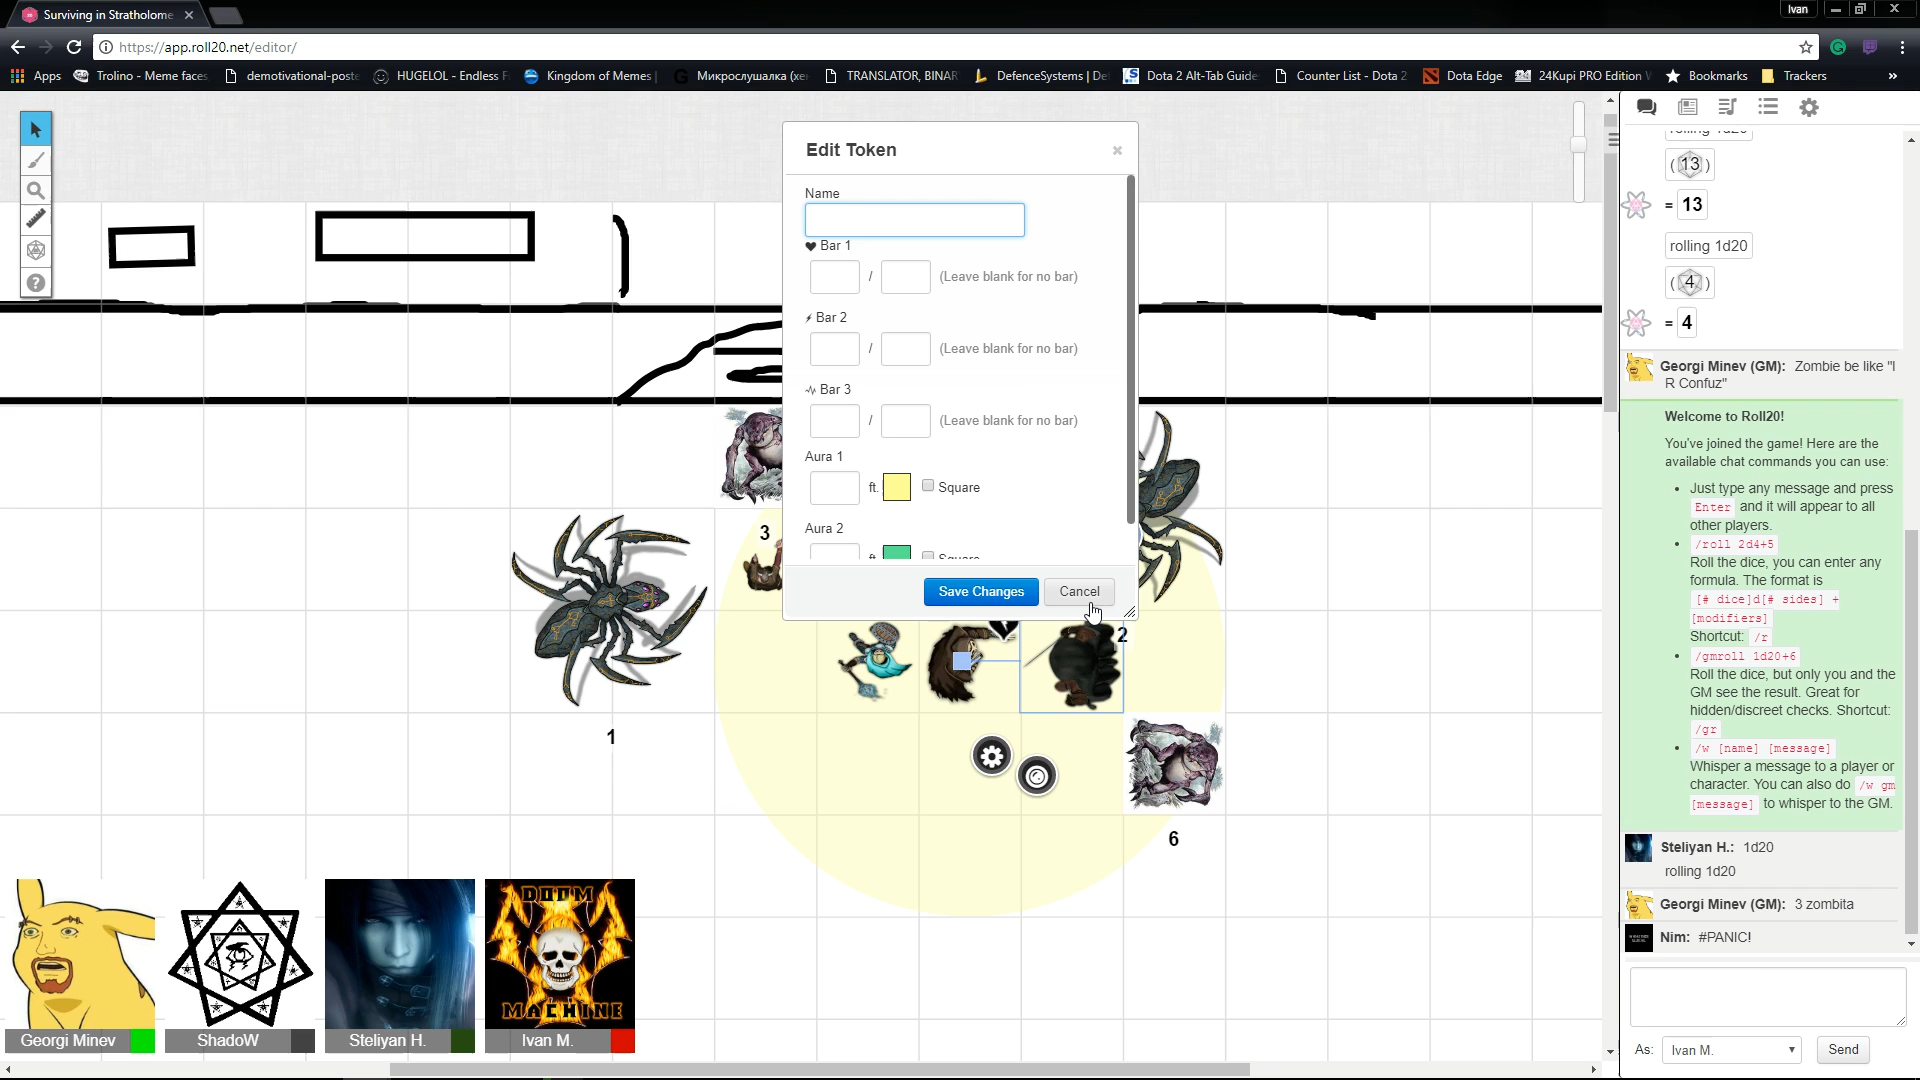 Surviving in Stratholome
Ivan
https://app.roll20.net/editor/
Apps
Trolino - Meme faces
demotivational-poste
HUGELOL - Endless F
Kingdom of Memes
Микрослушалка (хе
TRANSLATOR, BINAR
DefenceSystems | De
Dota 2 Alt-Tab Guide
Counter List - Dota 2
Dota Edge
24Kupi PRO Edition
Bookmarks
Trackers
»
Edit Token
Name
Bar 1
/ (Leave blank for no bar)
Bar 2
/ (Leave blank for no bar)
Bar 3
/ (Leave blank for no bar)
Aura 1
ft. Square
Aura 2
ft. Square
Save Changes
Cancel
3
2
1
6
Georgi Minev
ShadoW
Steliyan H.
Ivan M.
DOOM
MACHINE
rolling 1d20
(13)
= 13
rolling 1d20
(4)
= 4
Georgi Minev (GM): Zombie be like "I
R Confuz"
Welcome to Roll20!
You've joined the game! Here are the
available chat commands you can use:
• Just type any message and press
Enter and it will appear to all
other players.
• /roll 2d4+5
Roll the dice, you can enter any
formula. The format is
[# dice]d[# sides] +
[modifiers]
Shortcut: /r
• /gmroll 1d20+6
Roll the dice, but only you and the
GM see the result. Great for
hidden/discreet checks. Shortcut:
/gr
• /w [name] [message]
Whisper a message to a player or
character. You can also do /w gm
[message] to whisper to the GM.
Steliyan H.: 1d20
rolling 1d20
Georgi Minev (GM): 3 zombita
Nim: #PANIC!
As: Ivan M.
Send